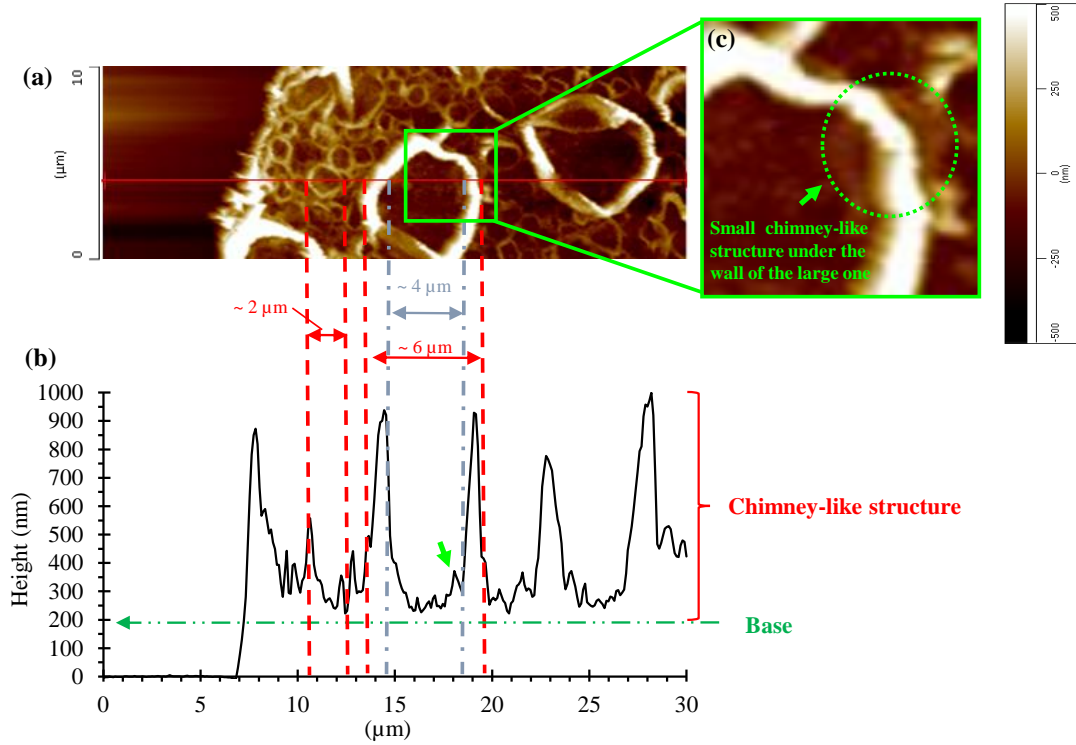 (a)
10
(µm)
0
(c)
Small chimney-like
structure under the
wall of the large one
500
250
0
(nm)
-250
-500
~ 2 µm
~ 4 µm
~ 6 µm
(b)
Height (nm)
1000
900
800
700
600
500
400
300
200
100
0
0 5 10 15 20 25 30
(µm)
Chimney-like structure
Base